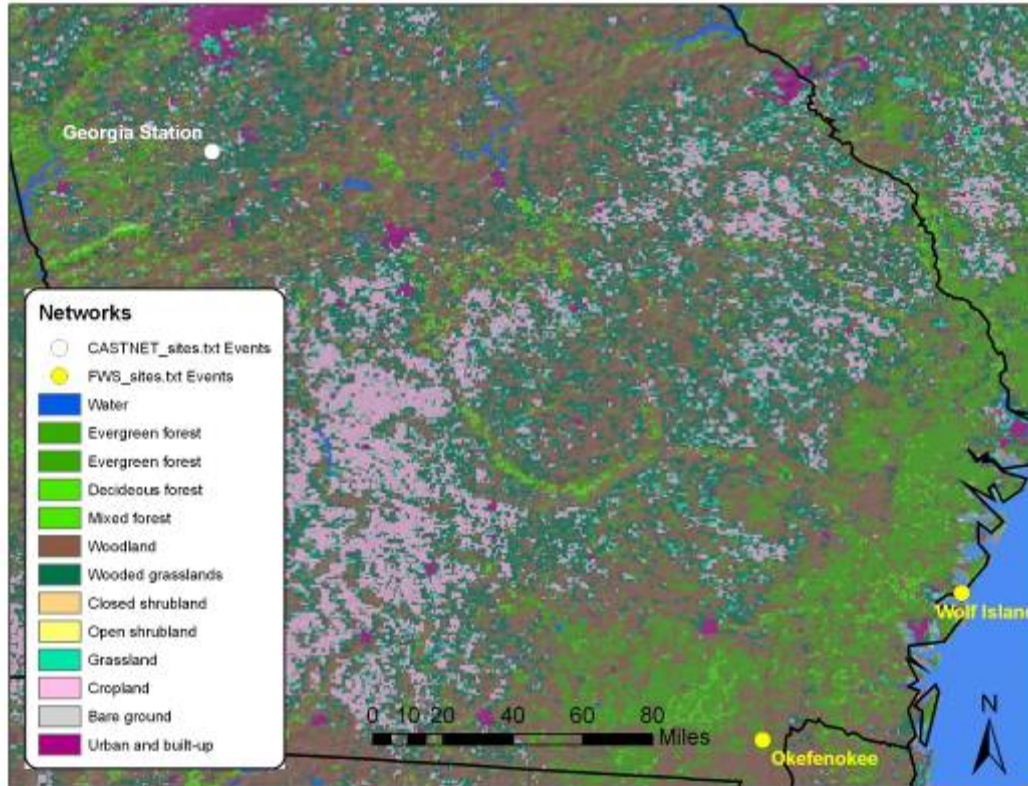 Georgia Station
Networks
CASTNET_sites.txt Events
FWS_sites.txt Events
Water
Evergreen forest
Evergreen forest
Decideous forest
Mixed forest
Woodland
Wooded grasslands
Closed shrubland
Open shrubland
Grassland
Cropland
Bare ground
Urban and built-up
Wolf Island
0 10 20 40 60 80
Miles
N
Okefenokee